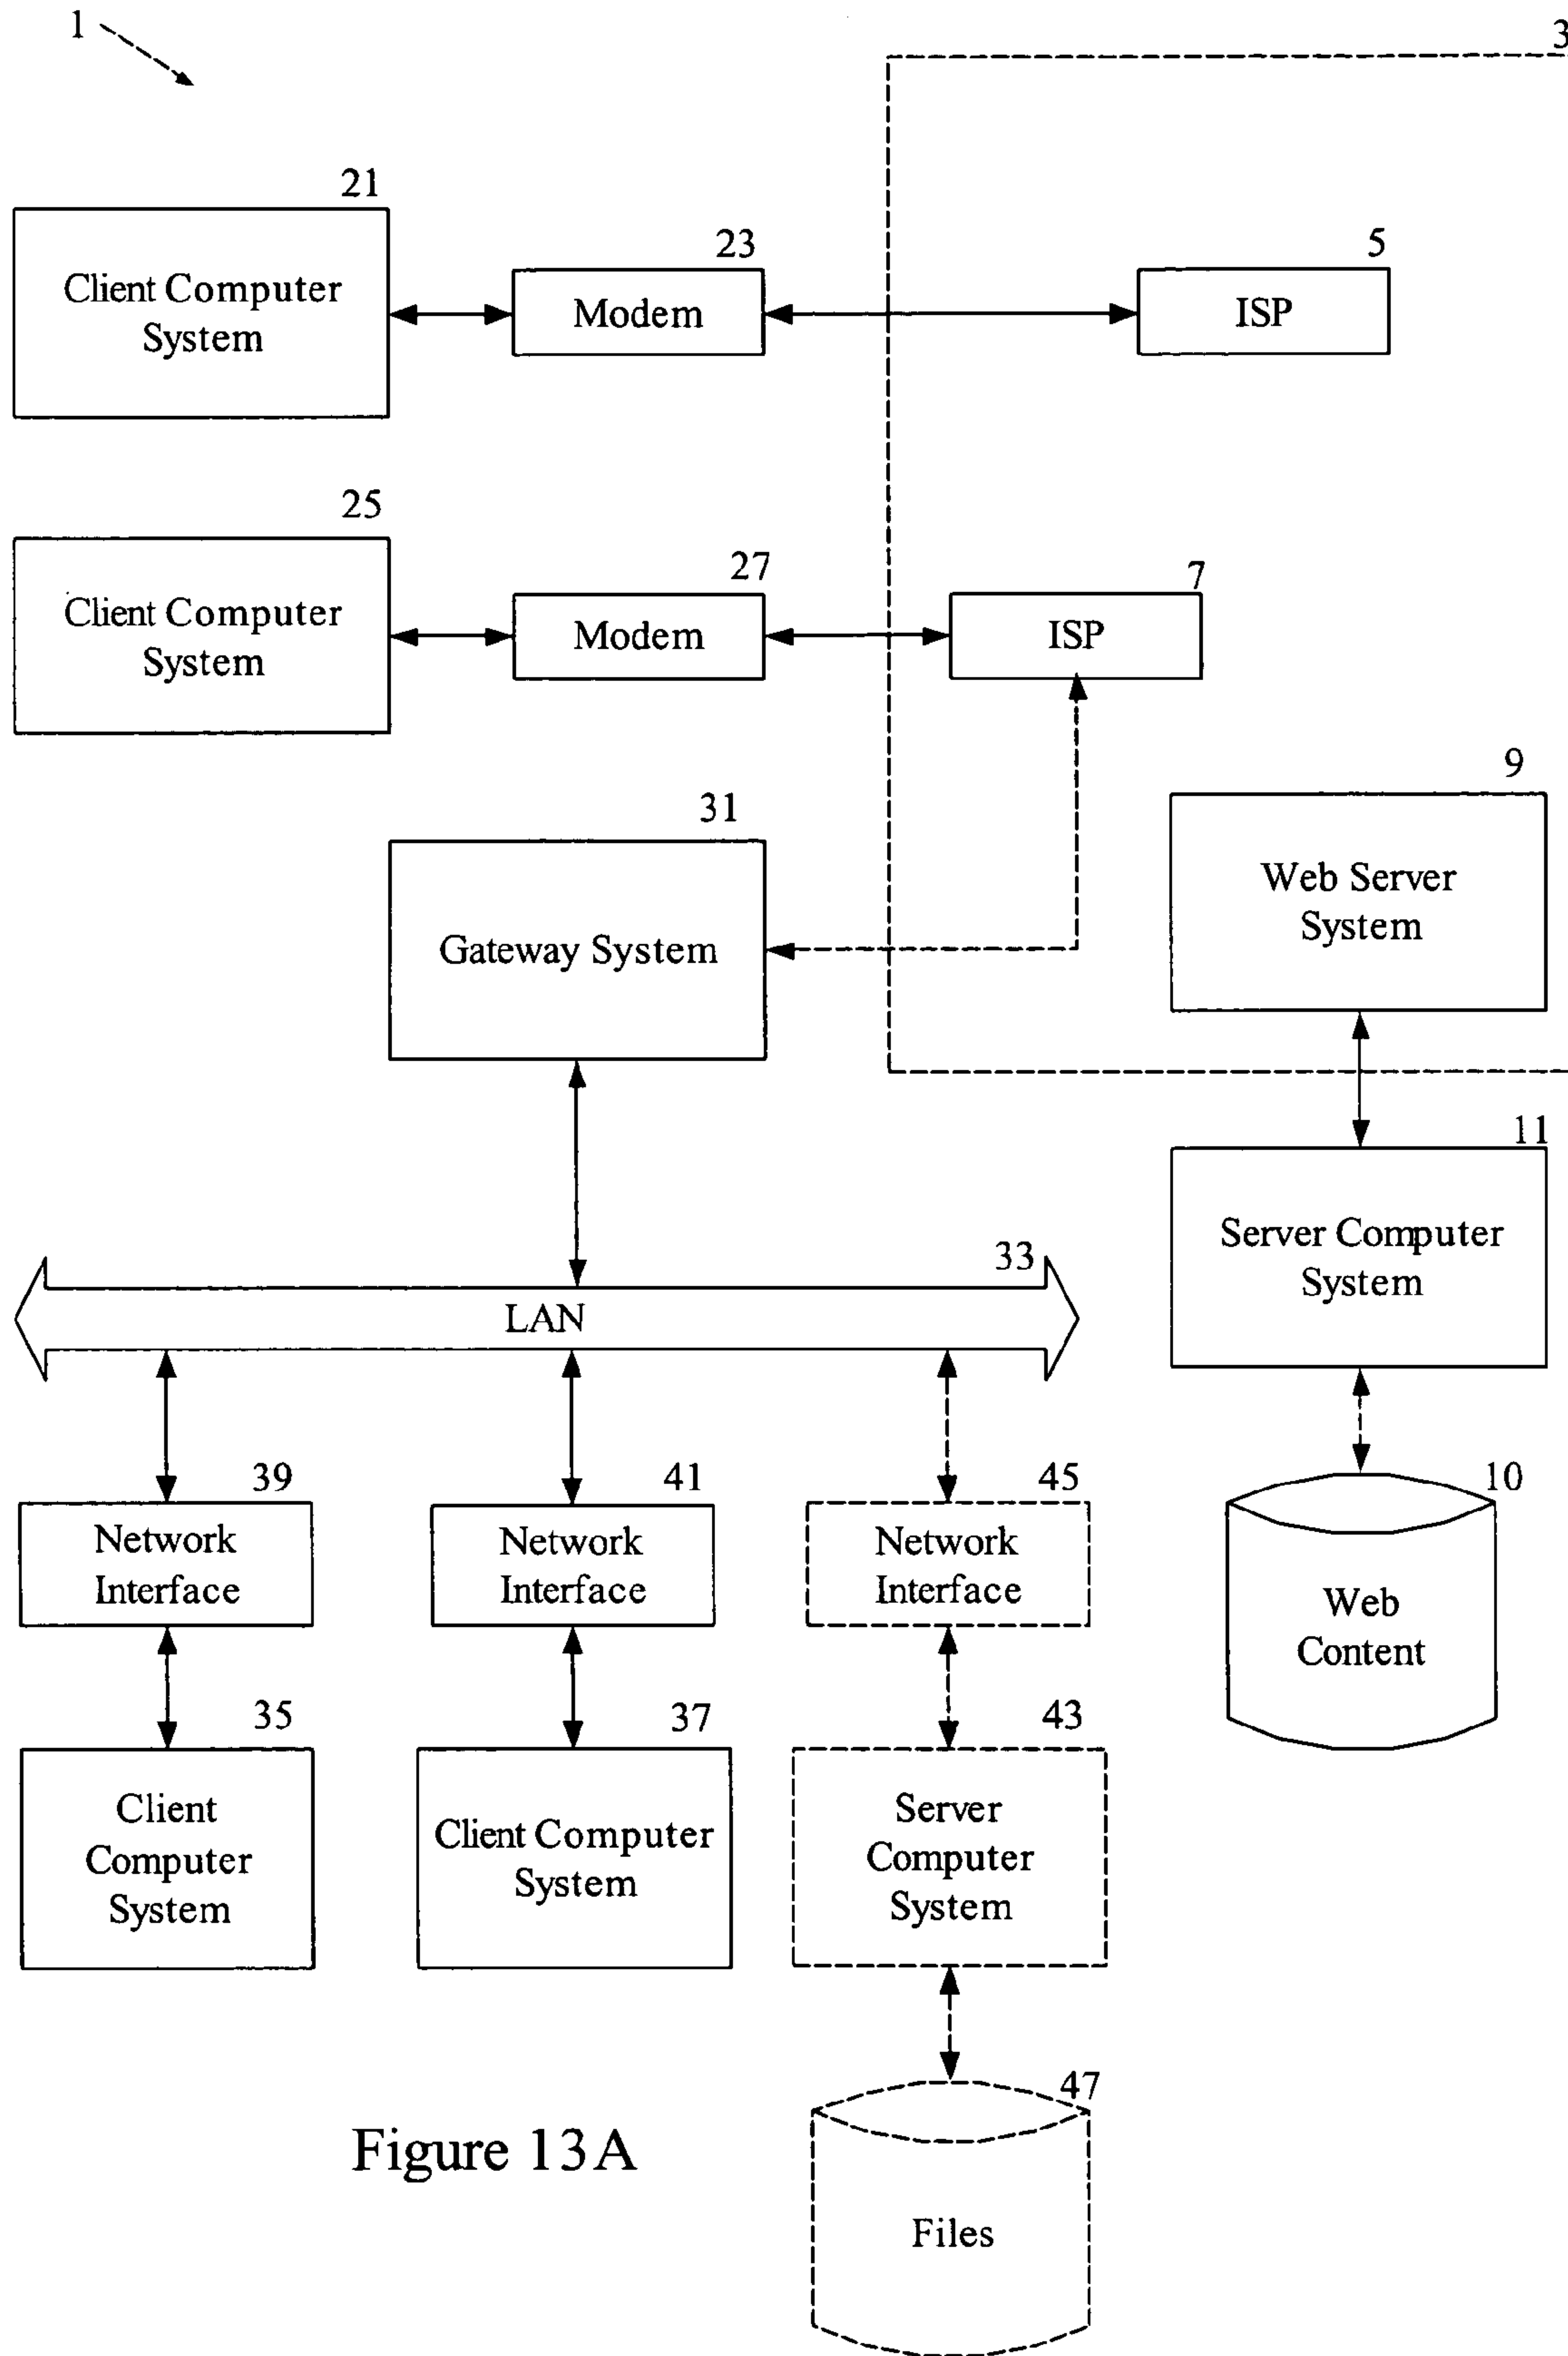 1
3
21
Client Computer
System
23
Modem
5
ISP
25
Client Computer
System
27
Modem
7
ISP
9
Web Server
System
31
Gateway System
11
Server Computer
System
33
LAN
10
Web
Content
39
Network
Interface
41
Network
Interface
45
Network
Interface
35
Client
Computer
System
37
Client Computer
System
43
Server
Computer
System
47
Files
Figure 13A